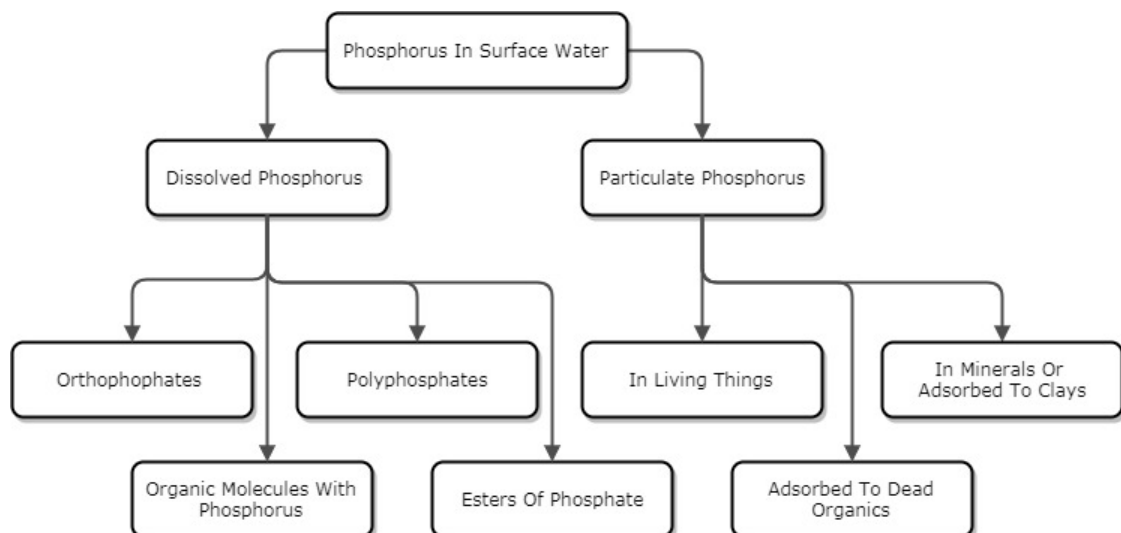 Phosphorus In Surface Water
Dissolved Phosphorus
Particulate Phosphorus
Orthophophates
Polyphosphates
In Living Things
In Minerals Or
Adsorbed To Clays
Organic Molecules With
Phosphorus
Esters Of Phosphate
Adsorbed To Dead
Organics